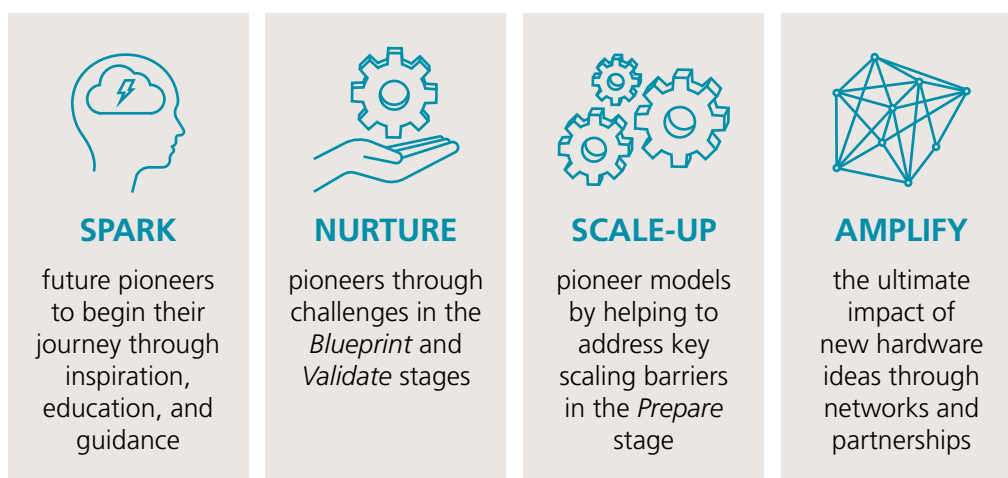 SPARK
future pioneers
to begin their
journey through
inspiration,
education, and
guidance
NURTURE
pioneers through
challenges in the
Blueprint and
Validate stages
SCALE-UP
pioneer models
by helping to
address key
scaling barriers
in the Prepare
stage
AMPLIFY
the ultimate
impact of
new hardware
ideas through
networks and
partnerships